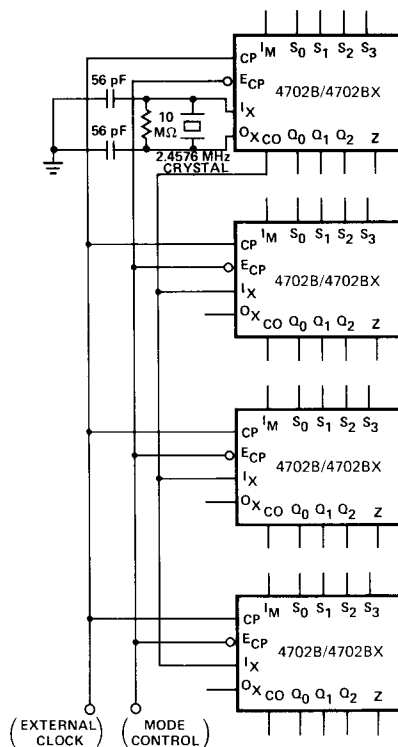 CP IM S0 S1 S2 S3
ECP 4702B/4702BX
IX
OX CO Q0 Q1 Q2 Z
56 pF
56 pF
10
MΩ
2.4576 MHz
CRYSTAL
CP IM S0 S1 S2 S3
ECP 4702B/4702BX
IX
OX CO Q0 Q1 Q2 Z
CP IM S0 S1 S2 S3
ECP 4702B/4702BX
IX
OX CO Q0 Q1 Q2 Z
CP IM S0 S1 S2 S3
ECP 4702B/4702BX
IX
OX CO Q0 Q1 Q2 Z
(EXTERNAL CLOCK)
(MODE CONTROL)